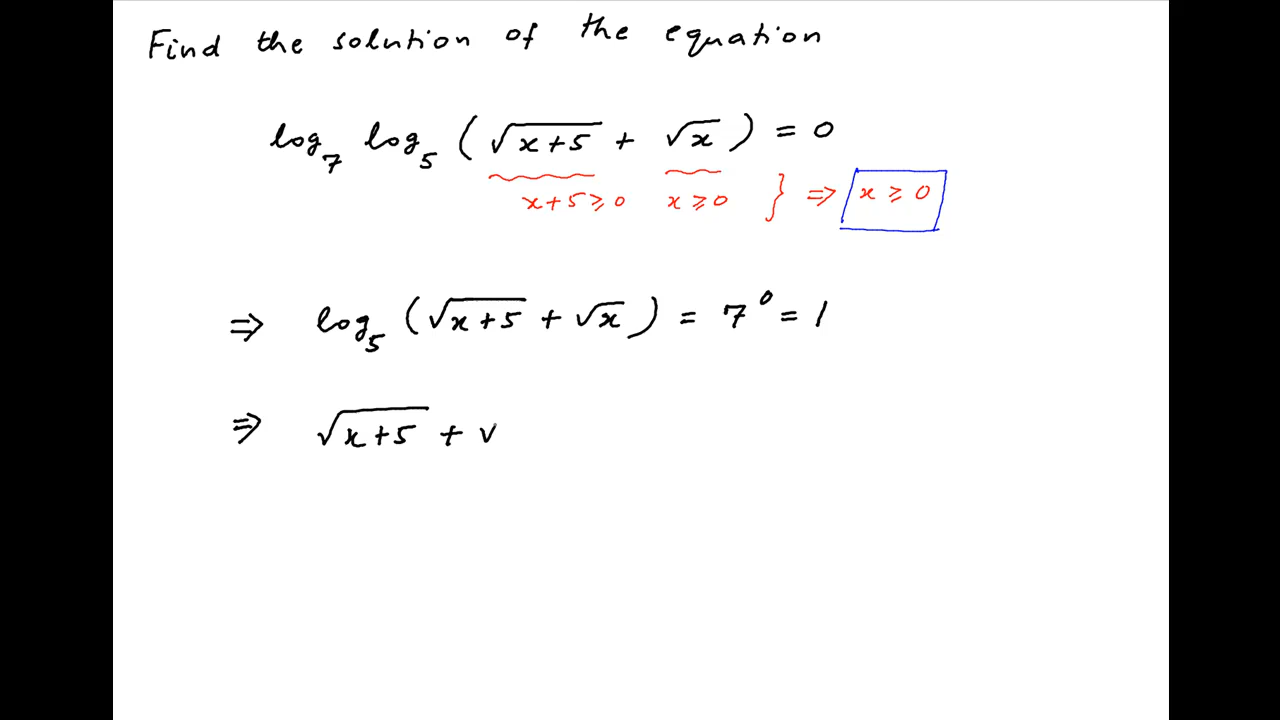 Find the solution of the equation
log₇ log₅ (√(x+5) + √x) = 0
x+5 ≥ 0 x ≥ 0 } ⇒ x ≥ 0
⇒ log₅ (√(x+5) + √x) = 7⁰ = 1
⇒ √(x+5) + √